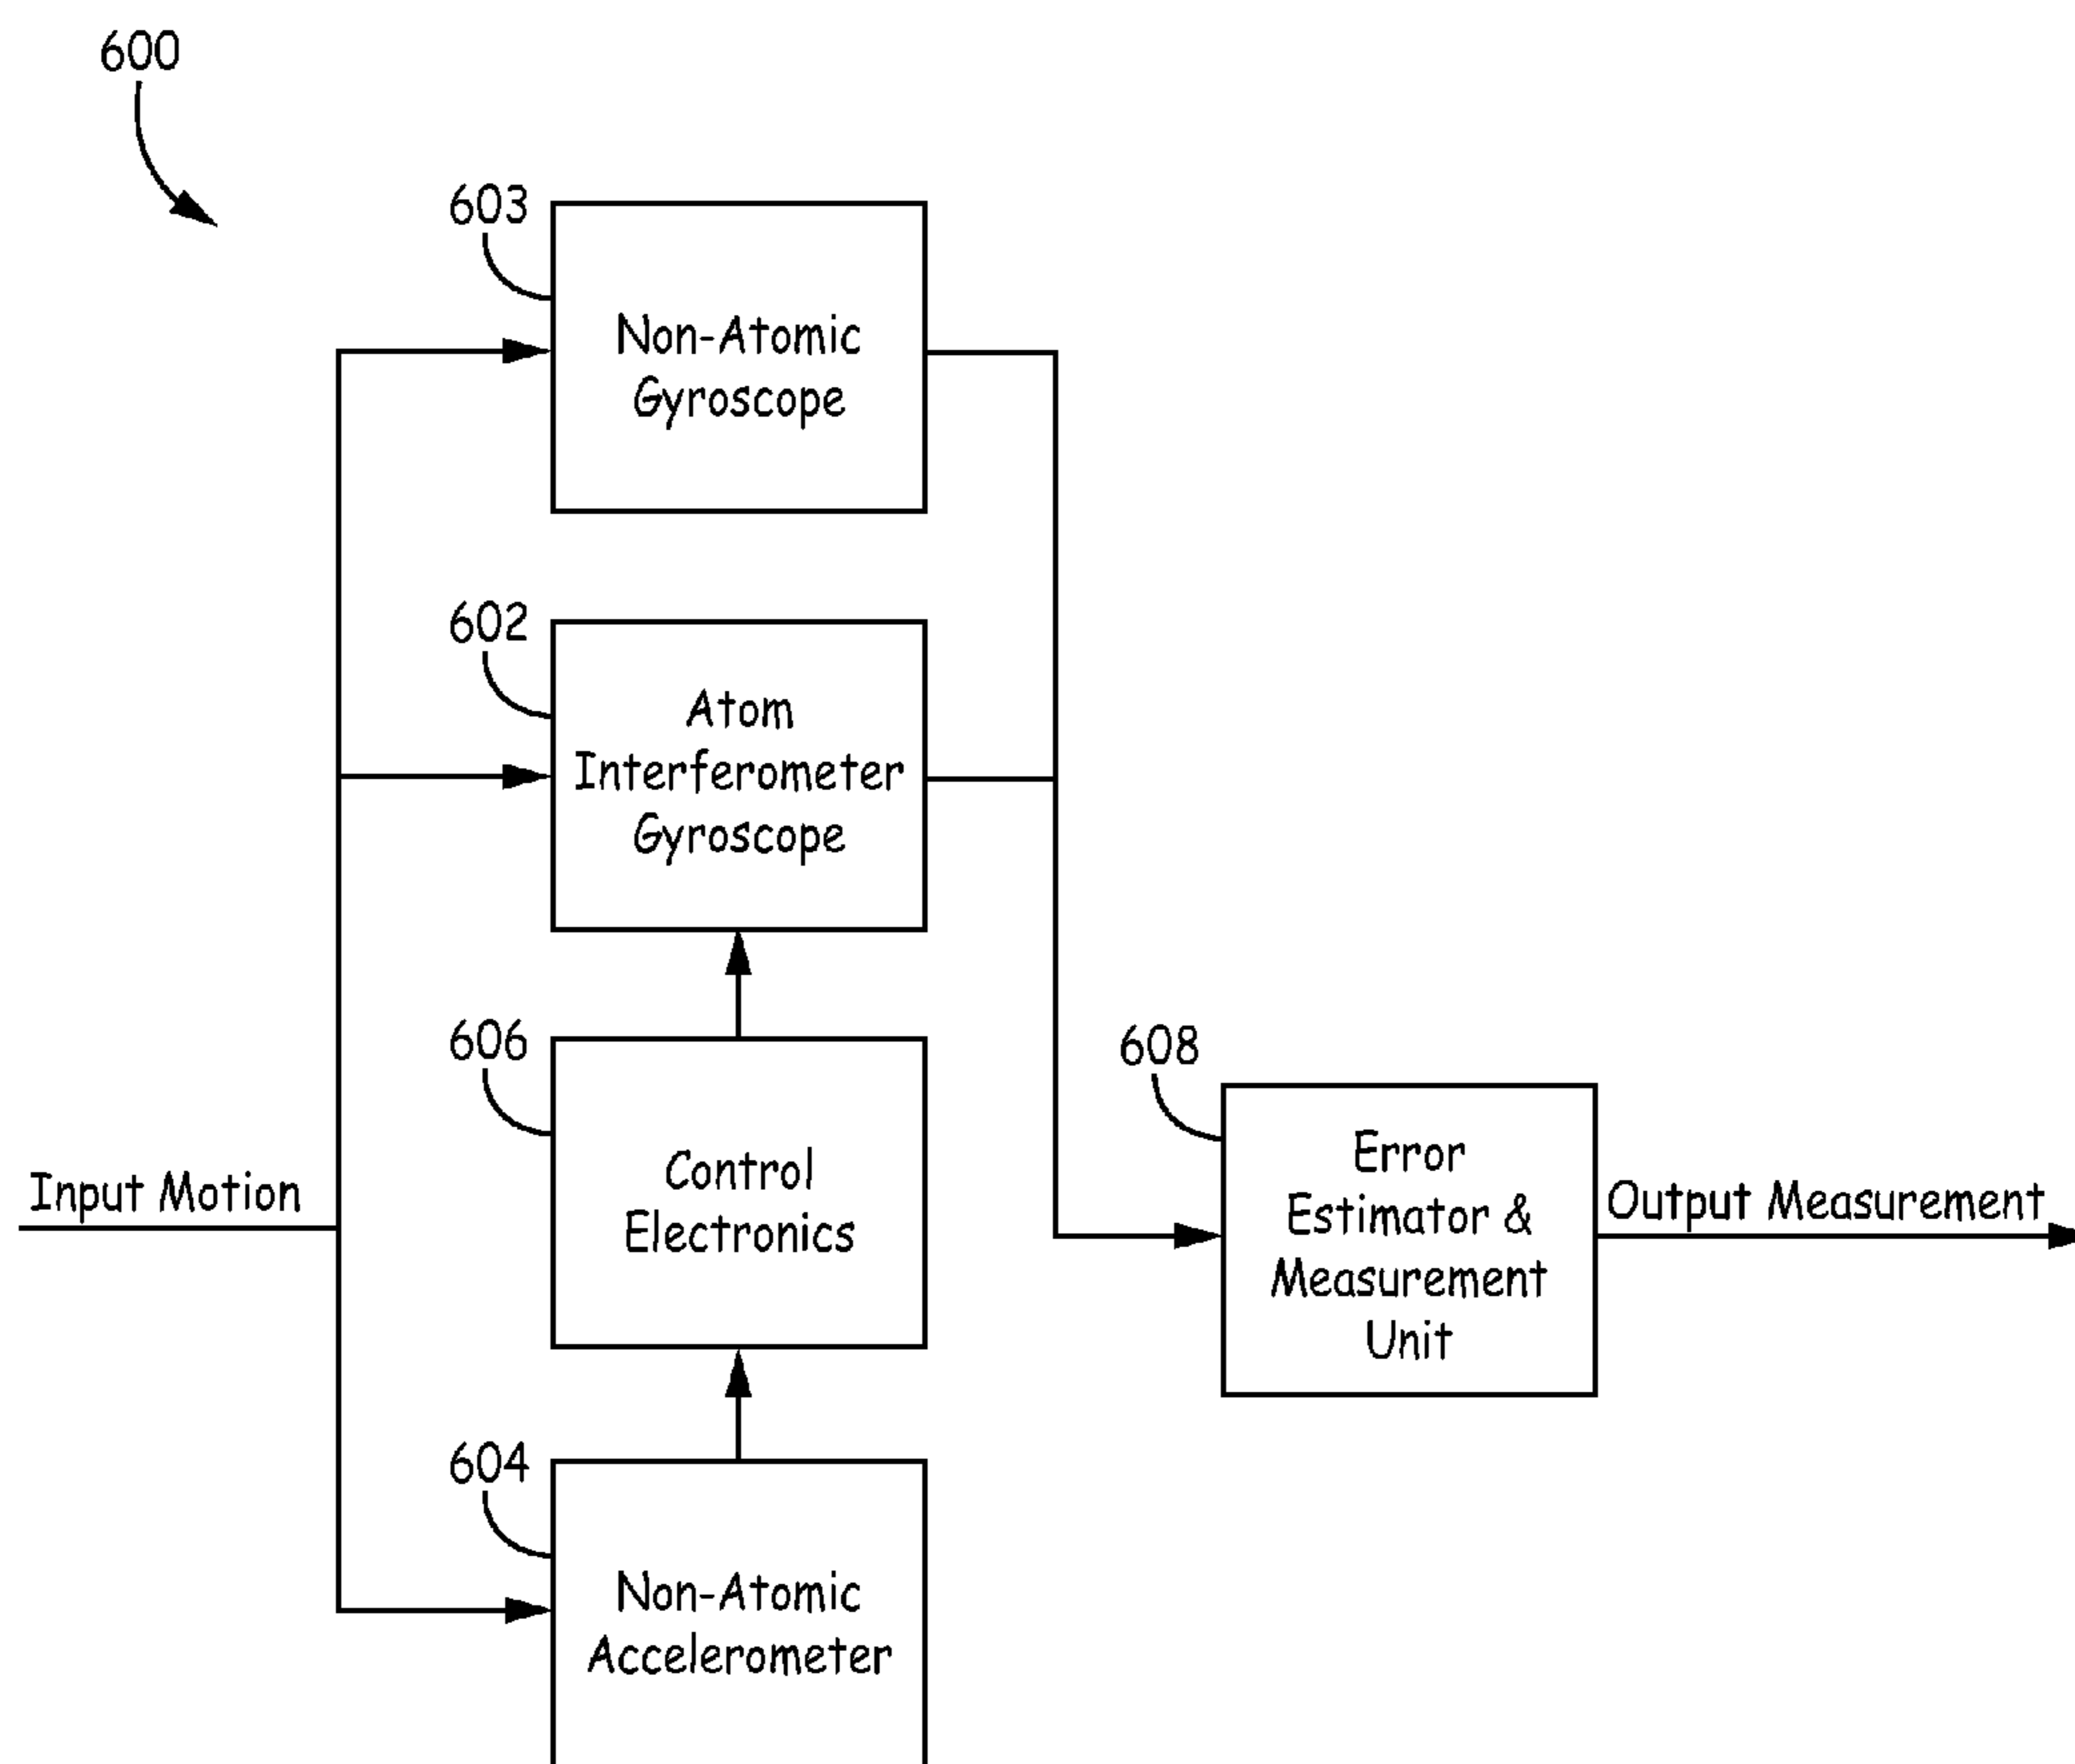 600
603
Non-Atomic
Gyroscope
602
Atom
Interferometer
Gyroscope
606
Control
Electronics
Input Motion
608
Error
Estimator &
Measurement
Unit
Output Measurement
604
Non-Atomic
Accelerometer